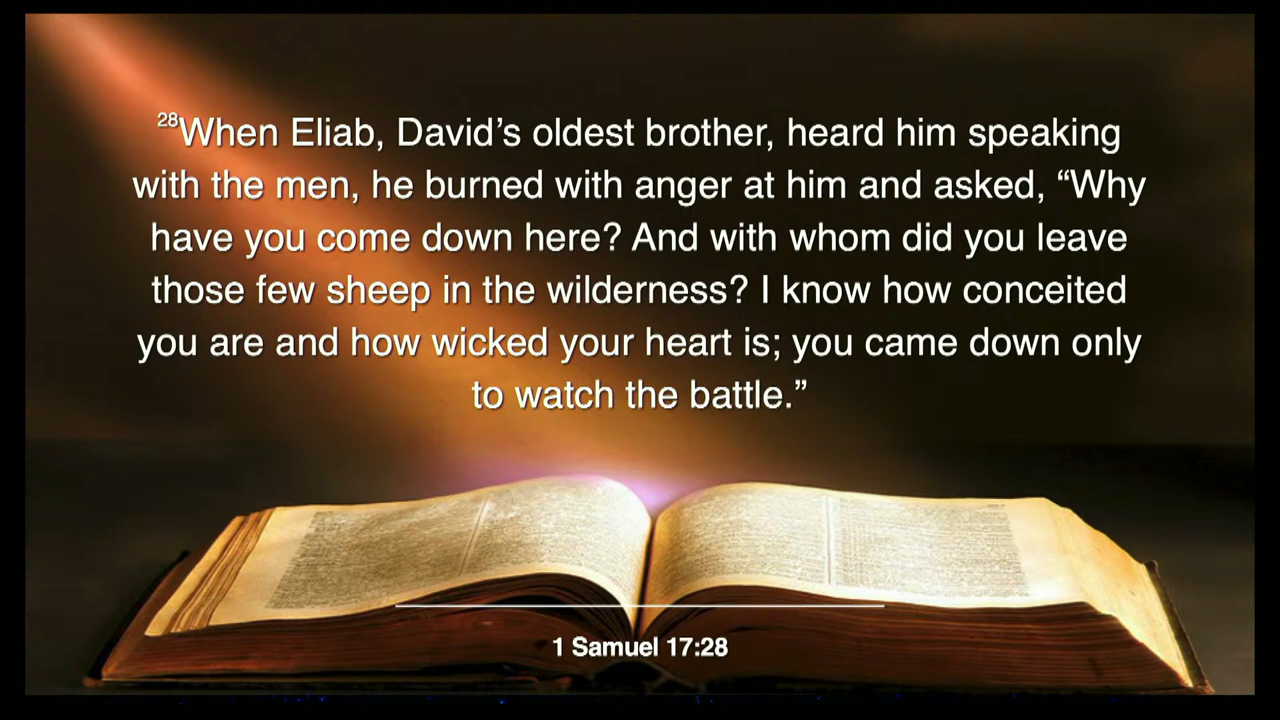 28When Eliab, David’s oldest brother, heard him speaking
with the men, he burned with anger at him and asked, “Why
have you come down here? And with whom did you leave
those few sheep in the wilderness? I know how conceited
you are and how wicked your heart is; you came down only
to watch the battle.”
1 Samuel 17:28